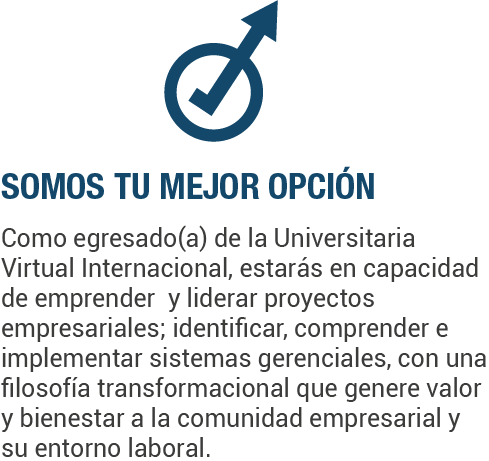 SOMOS TU MEJOR OPCIÓN
Como egresado(a) de la Universitaria
Virtual Internacional, estarás en capacidad
de emprender  y liderar proyectos
empresariales; identificar, comprender e
implementar sistemas gerenciales, con una
filosofía transformacional que genere valor
y bienestar a la comunidad empresarial y
su entorno laboral.